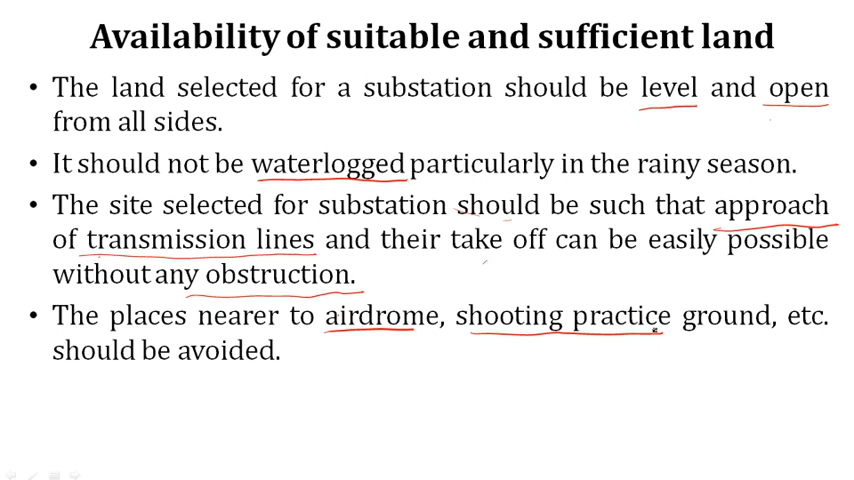 Availability of suitable and sufficient land
• The land selected for a substation should be level and open
from all sides.
• It should not be waterlogged particularly in the rainy season.
• The site selected for substation should be such that approach
of transmission lines and their take off can be easily possible
without any obstruction.
• The places nearer to airdrome, shooting practice ground, etc.
should be avoided.